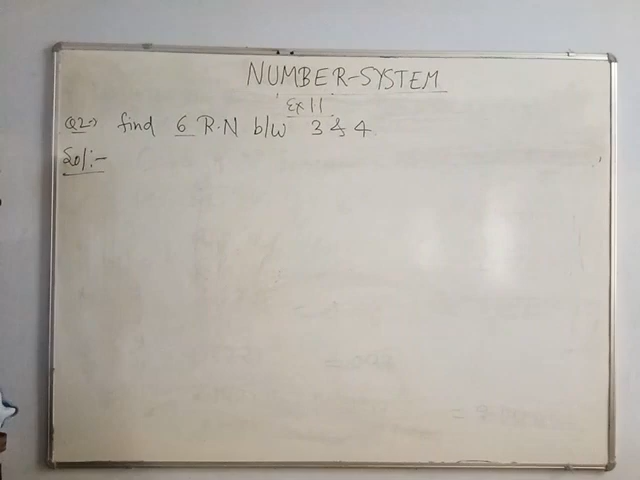 NUMBER-SYSTEM
Ex 1.1
Q2→ find 6 R.N b/w 3 & 4.
Sol:-